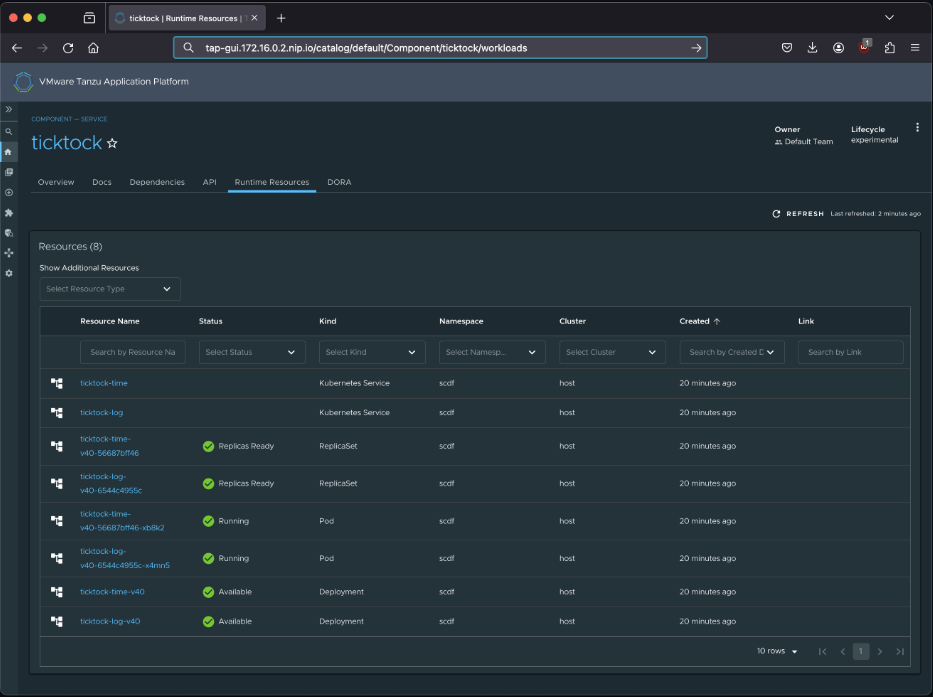 ticktock | Runtime Resources | T
tap-gui.172.16.0.2.nip.io/catalog/default/Component/ticktock/workloads
1
VMware Tanzu Application Platform
COMPONENT — SERVICE
ticktock
Owner
Default Team
Lifecycle
experimental
Overview Docs Dependencies API Runtime Resources DORA
REFRESH Last refreshed: 2 minutes ago
Resources (8)
Show Additional Resources
Select Resource Type
Resource Name Status Kind Namespace Cluster Created Link
Search by Resource Na Select Status Select Kind Select Namesp... Select Cluster Search by Created D Search by Link
ticktock-time Kubernetes Service scdf host 20 minutes ago
ticktock-log Kubernetes Service scdf host 20 minutes ago
ticktock-time-
v40-56687bff46 Replicas Ready ReplicaSet scdf host 20 minutes ago
ticktock-log-
v40-6544c4955c Replicas Ready ReplicaSet scdf host 20 minutes ago
ticktock-time-
v40-56687bff46-xb8k2 Running Pod scdf host 20 minutes ago
ticktock-log-
v40-6544c4955c-x4mn5 Running Pod scdf host 20 minutes ago
ticktock-time-v40 Available Deployment scdf host 20 minutes ago
ticktock-log-v40 Available Deployment scdf host 20 minutes ago
10 rows 1